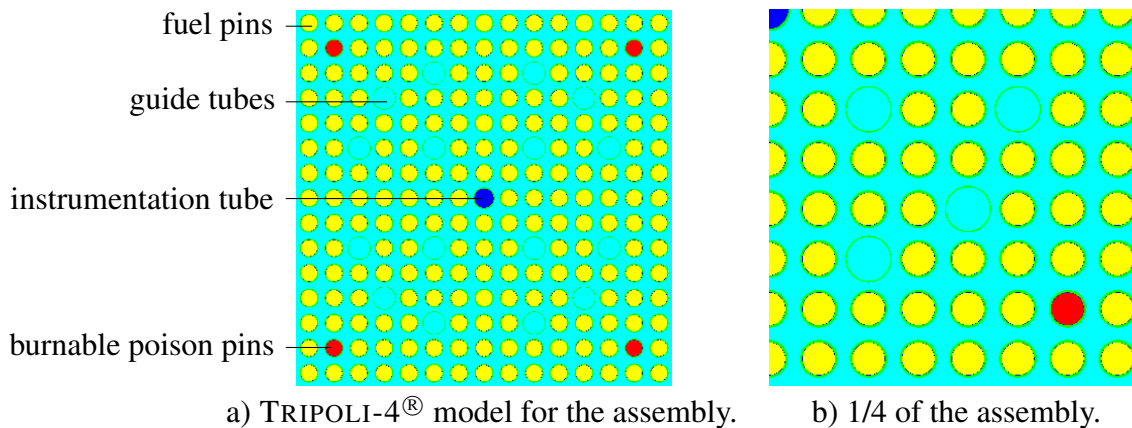 fuel pins
guide tubes
instrumentation tube
burnable poison pins
a) TRIPOLI-4® model for the assembly.
b) 1/4 of the assembly.